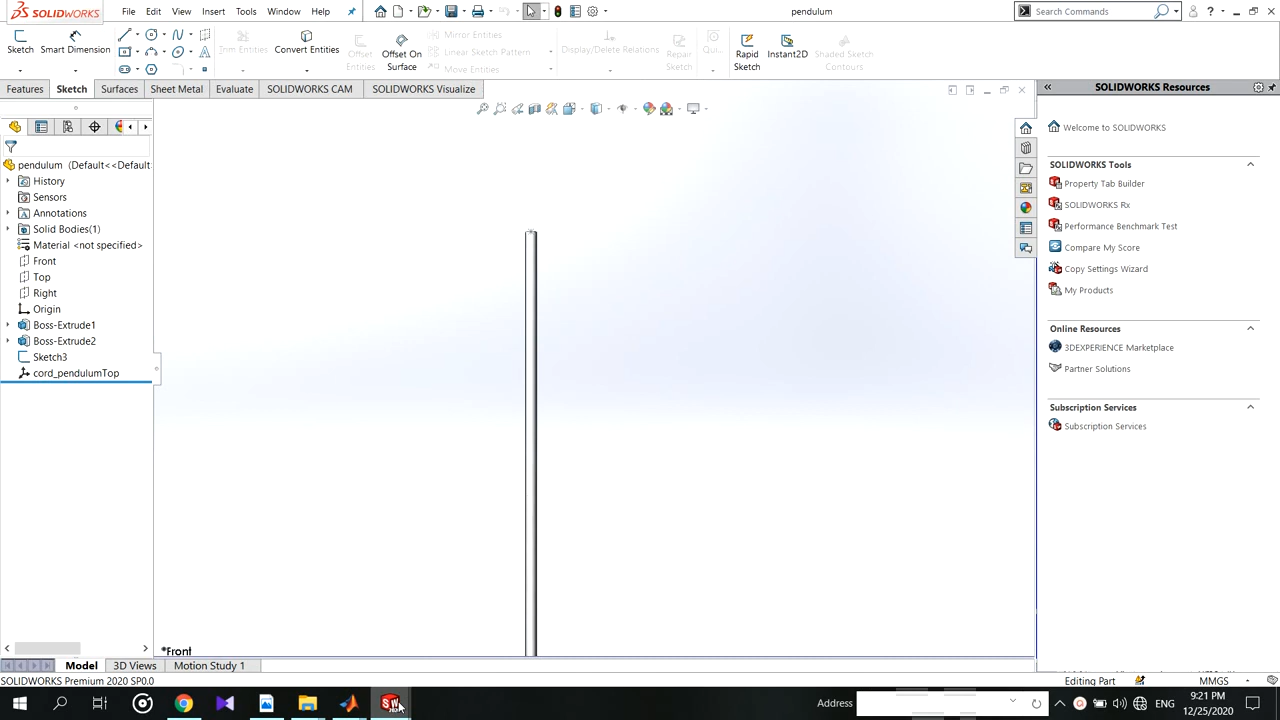 SOLIDWORKS File Edit View Insert Tools Window Help pendulum Search Commands
Sketch Smart Dimension Trim Entities Convert Entities Offset Entities Offset On Surface Mirror Entities Linear Sketch Pattern Move Entities Display/Delete Relations Repair Sketch Qui... Rapid Sketch Instant2D Shaded Sketch Contours
Features Sketch Surfaces Sheet Metal Evaluate SOLIDWORKS CAM SOLIDWORKS Visualize
SOLIDWORKS Resources
Welcome to SOLIDWORKS
SOLIDWORKS Tools
Property Tab Builder
SOLIDWORKS Rx
Performance Benchmark Test
Compare My Score
Copy Settings Wizard
My Products
Online Resources
3DEXPERIENCE Marketplace
Partner Solutions
Subscription Services
Subscription Services
pendulum (Default<<Default
History
Sensors
Annotations
Solid Bodies(1)
Material <not specified>
Front
Top
Right
Origin
Boss-Extrude1
Boss-Extrude2
Sketch3
cord_pendulumTop
*Front
Model 3D Views Motion Study 1
SOLIDWORKS Premium 2020 SP0.0 Editing Part MMGS
Address ENG 9:21 PM
12/25/2020